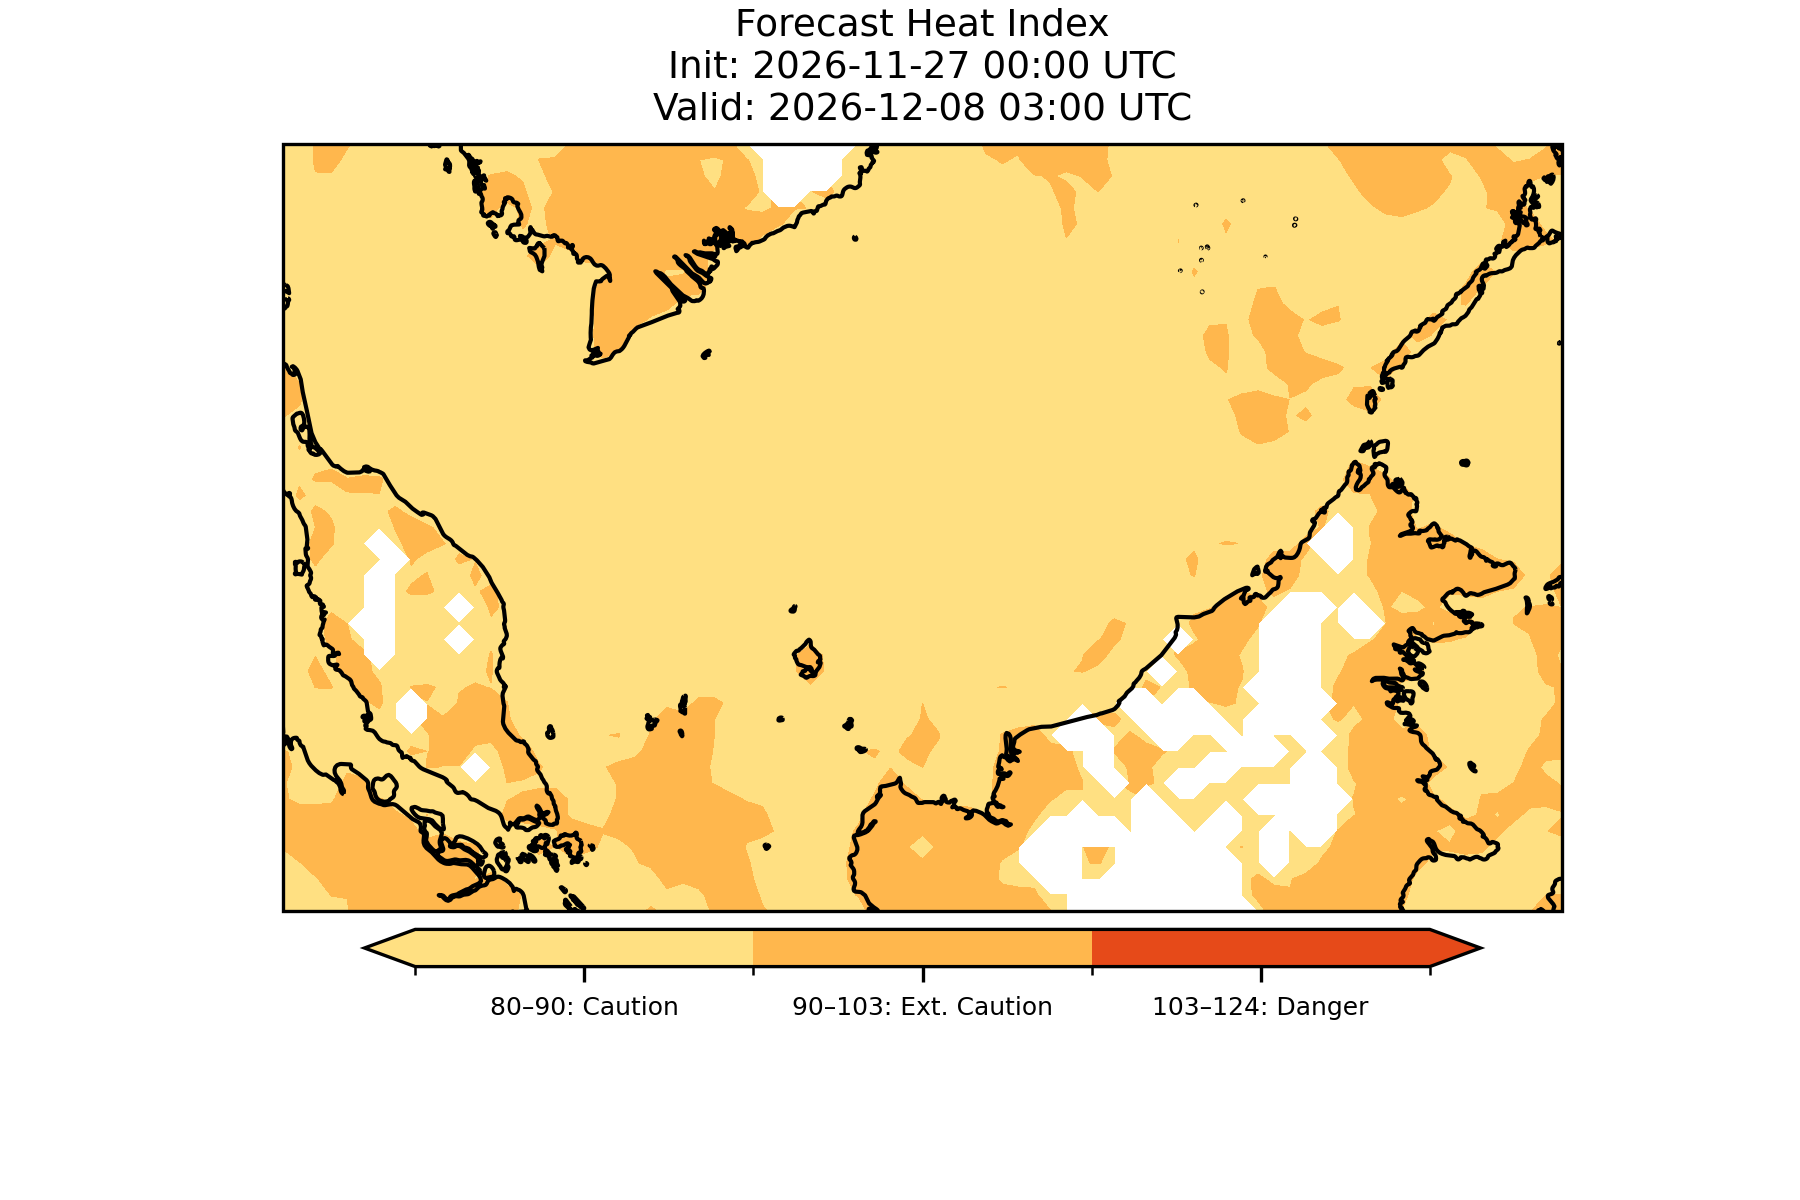 Forecast Heat Index
Init: 2026-11-27 00:00 UTC
Valid: 2026-12-08 03:00 UTC
80–90: Caution
90–103: Ext. Caution
103–124: Danger